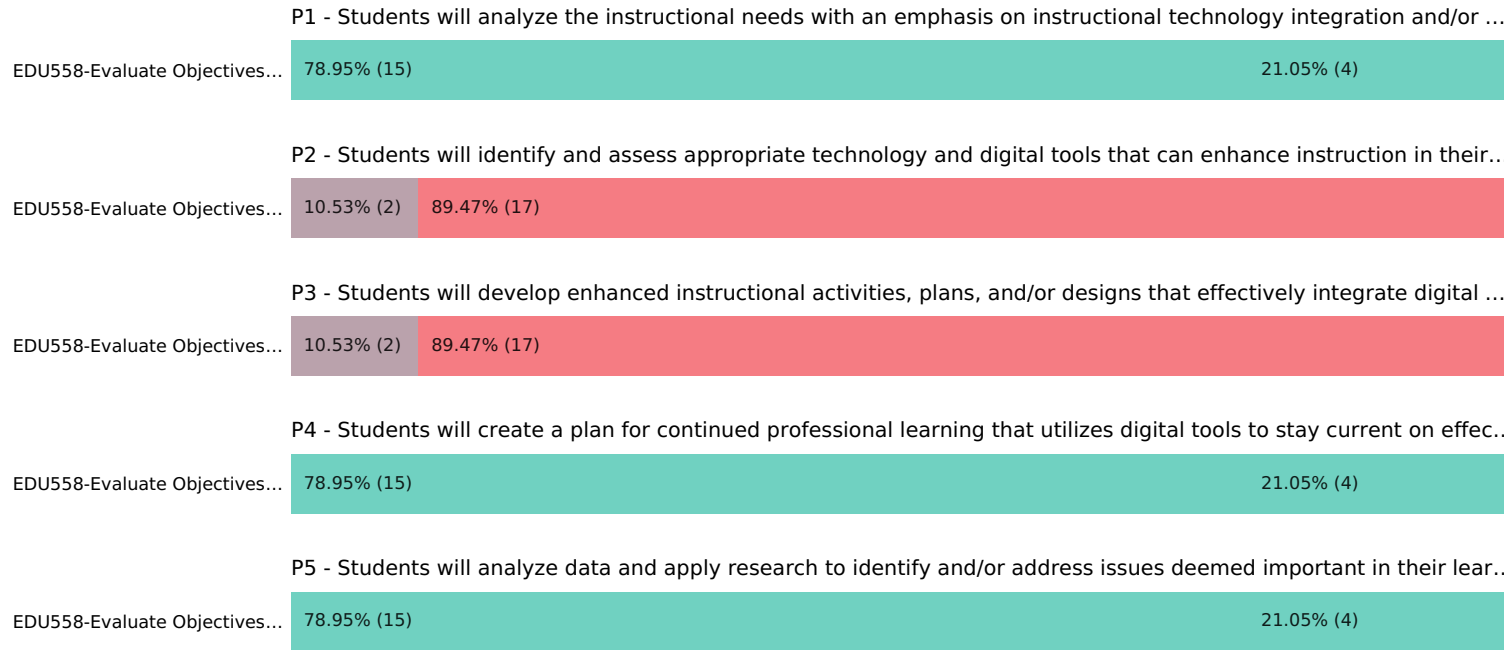 P1 - Students will analyze the instructional needs with an emphasis on instructional technology integration and/or …
EDU558-Evaluate Objectives… 78.95% (15) 21.05% (4)
P2 - Students will identify and assess appropriate technology and digital tools that can enhance instruction in their…
EDU558-Evaluate Objectives… 10.53% (2) 89.47% (17)
P3 - Students will develop enhanced instructional activities, plans, and/or designs that effectively integrate digital …
EDU558-Evaluate Objectives… 10.53% (2) 89.47% (17)
P4 - Students will create a plan for continued professional learning that utilizes digital tools to stay current on effec…
EDU558-Evaluate Objectives… 78.95% (15) 21.05% (4)
P5 - Students will analyze data and apply research to identify and/or address issues deemed important in their lear…
EDU558-Evaluate Objectives… 78.95% (15) 21.05% (4)